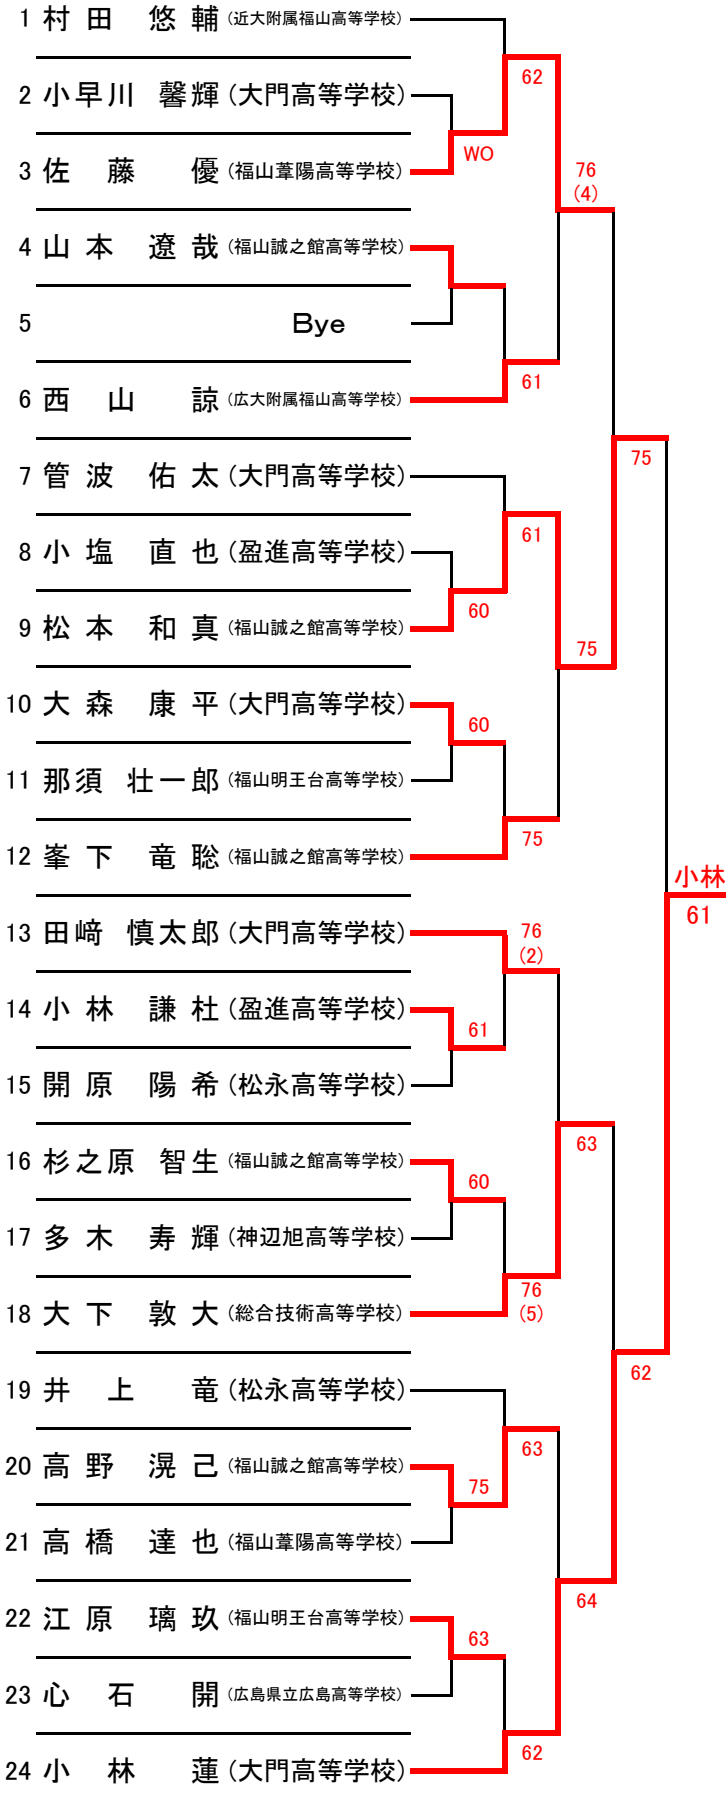 1 村田 悠輔 (近大附属福山高等学校)
62
2 小早川 馨輝 (大門高等学校)
WO
3 佐藤 優 (福山葦陽高等学校)
76
(4)
4 山本 遼哉 (福山誠之館高等学校)
5 Bye
61
6 西山 諒 (広大附属福山高等学校)
75
7 管波 佑太 (大門高等学校)
61
8 小塩 直也 (盈進高等学校)
60
9 松本 和真 (福山誠之館高等学校)
75
10 大森 康平 (大門高等学校)
60
11 那須 壮一郎 (福山明王台高等学校)
75
12 峯下 竜聡 (福山誠之館高等学校)
小林
61
13 田﨑 慎太郎 (大門高等学校)
76
(2)
14 小林 謙杜 (盈進高等学校)
61
15 開原 陽希 (松永高等学校)
63
16 杉之原 智生 (福山誠之館高等学校)
60
17 多木 寿輝 (神辺旭高等学校)
76
(5)
18 大下 敦大 (総合技術高等学校)
62
19 井上 竜 (松永高等学校)
63
20 高野 滉己 (福山誠之館高等学校)
75
21 高橋 達也 (福山葦陽高等学校)
64
22 江原 璃玖 (福山明王台高等学校)
63
23 心石 開 (広島県立広島高等学校)
62
24 小林 蓮 (大門高等学校)